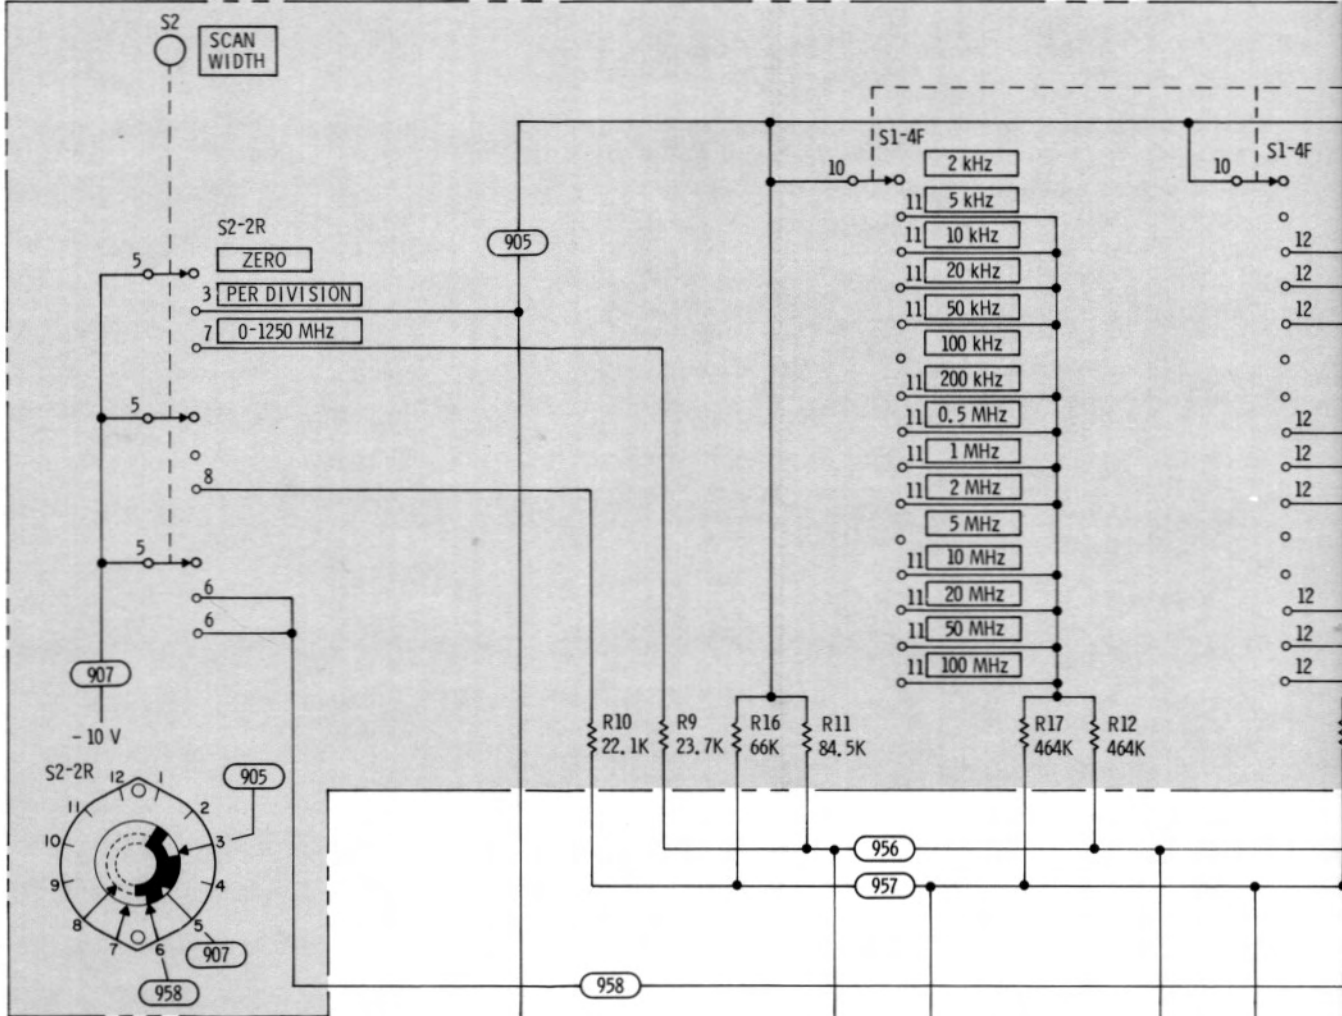 S2
SCAN
WIDTH
S2-2R
5
ZERO
3
PER DIVISION
7
0-1250 MHz
5
8
5
6
6
907
- 10 V
905
S1-4F
10
2 kHz
11
5 kHz
11
10 kHz
11
20 kHz
11
50 kHz
100 kHz
11
200 kHz
11
0.5 MHz
11
1 MHz
11
2 MHz
5 MHz
11
10 MHz
11
20 MHz
11
50 MHz
11
100 MHz
10
S1-4F
12
12
12
12
12
12
12
12
12
R10
22.1K
R9
23.7K
R16
66K
R11
84.5K
R17
464K
R12
464K
S2-2R
12
1
2
3
4
5
6
7
8
9
10
11
905
907
958
956
957
958